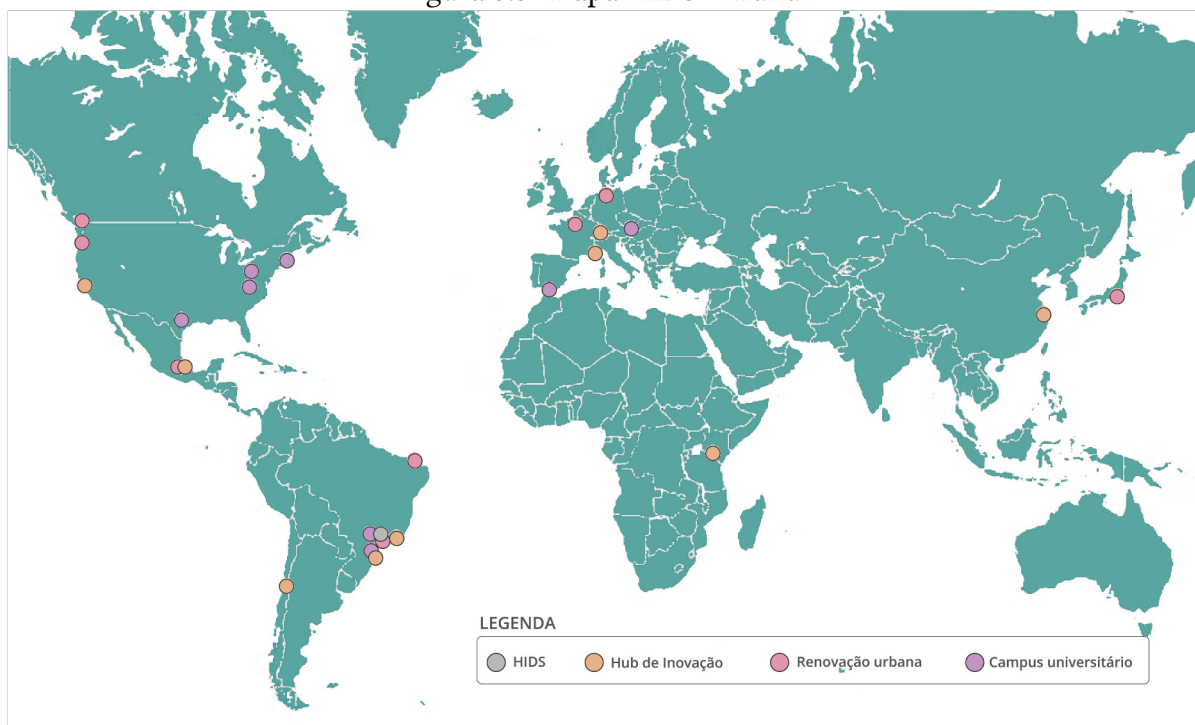 LEGENDA
HIDS
Hub de Inovação
Renovação urbana
Campus universitário